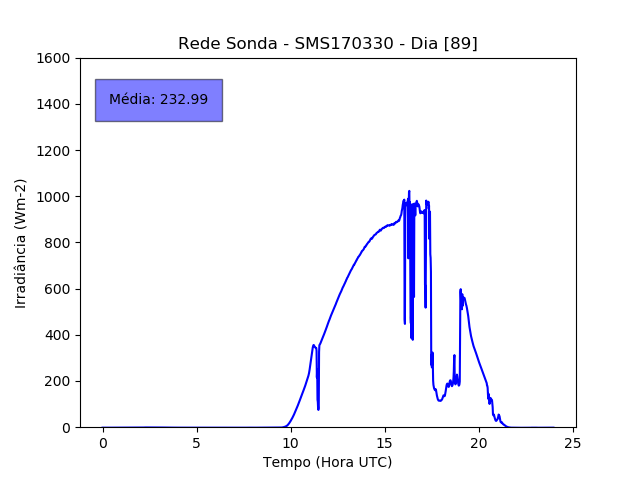 Rede Sonda - SMS170330 - Dia [89]
1600
1400
1200
1000
800
600
400
200
0
Média: 232.99
Irradiância (Wm-2)
0 5 10 15 20 25
Tempo (Hora UTC)